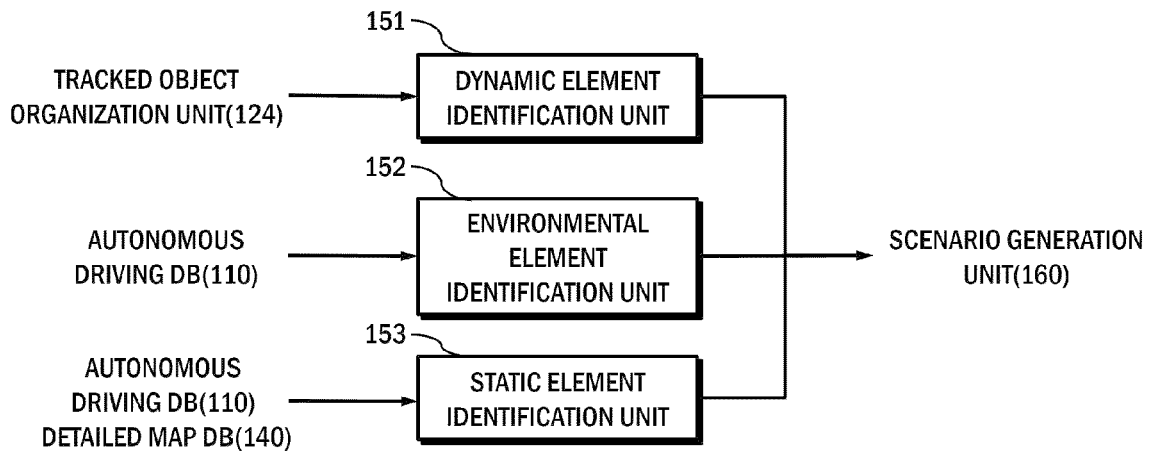 151
TRACKED OBJECT
ORGANIZATION UNIT(124)
DYNAMIC ELEMENT
IDENTIFICATION UNIT
152
AUTONOMOUS
DRIVING DB(110)
ENVIRONMENTAL
ELEMENT
IDENTIFICATION UNIT
SCENARIO GENERATION
UNIT(160)
153
AUTONOMOUS
DRIVING DB(110)
DETAILED MAP DB(140)
STATIC ELEMENT
IDENTIFICATION UNIT